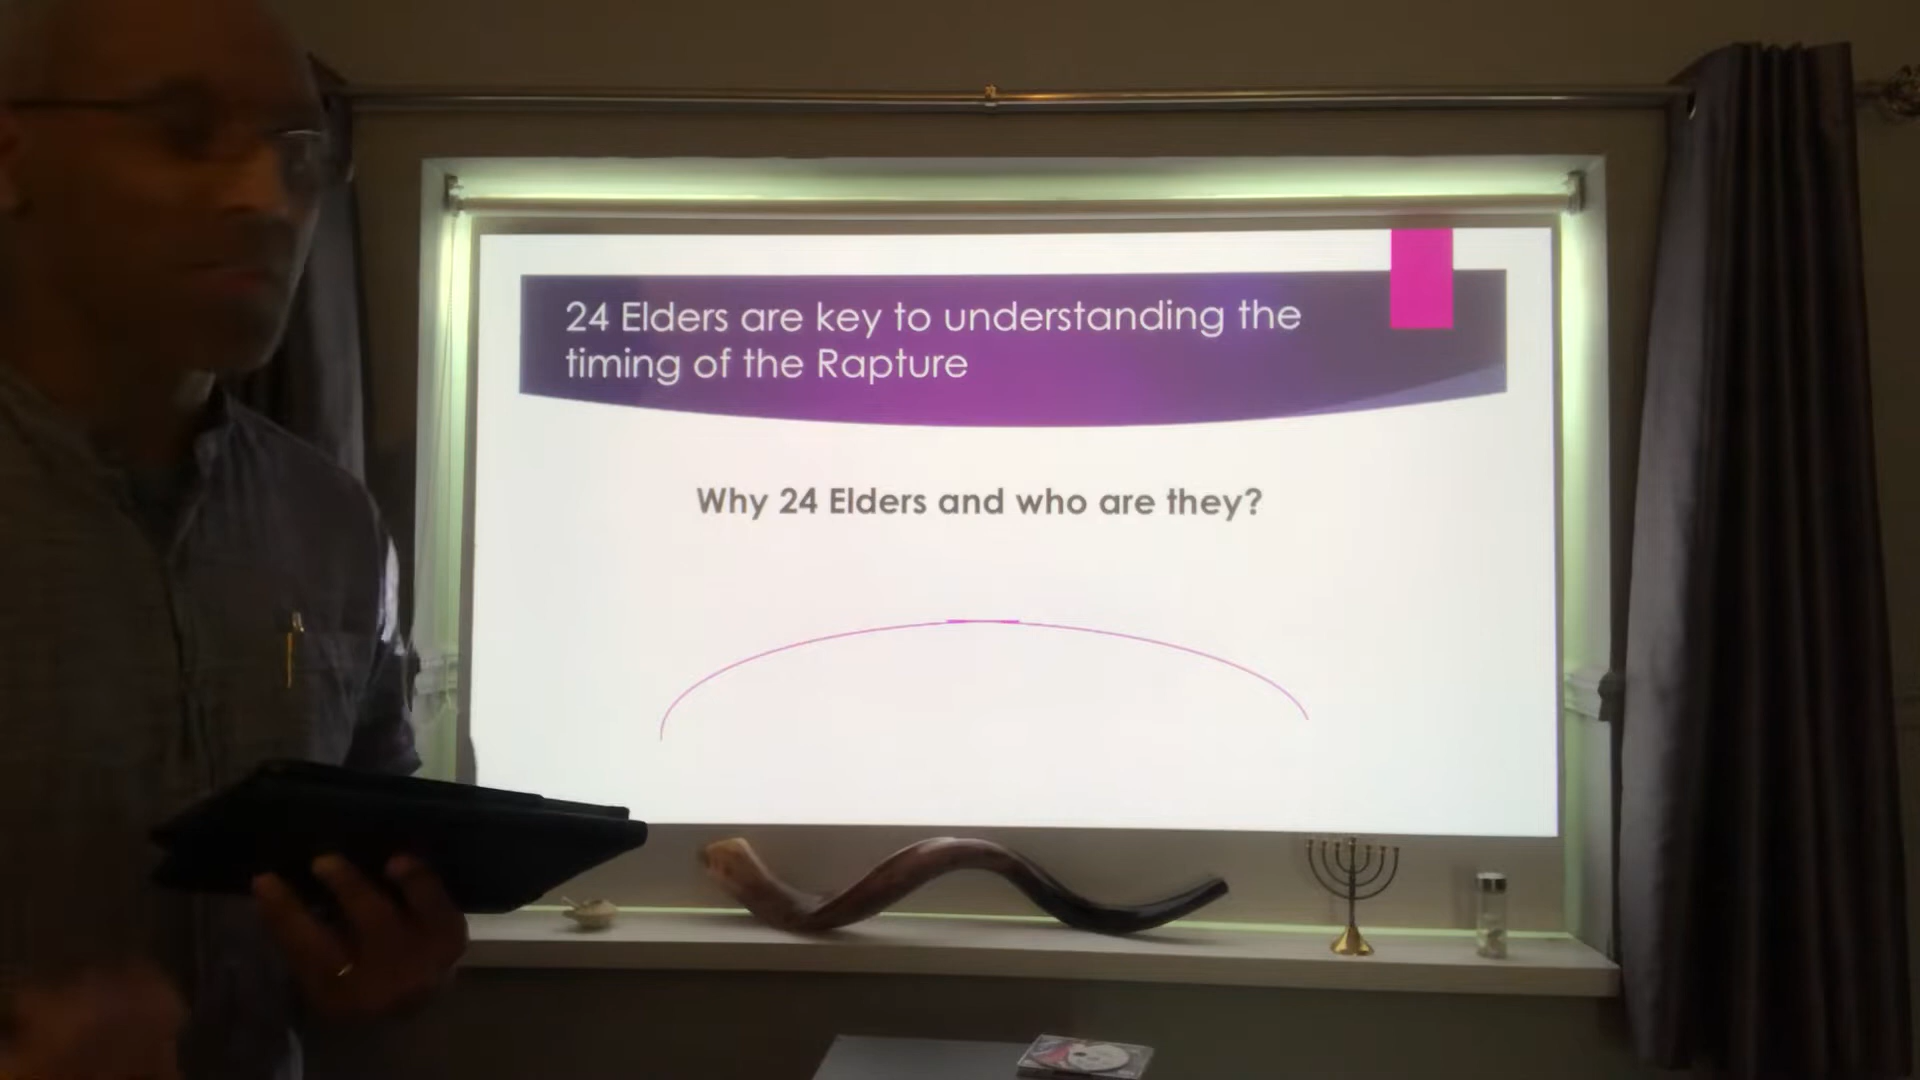 24 Elders are key to understanding the
timing of the Rapture
Why 24 Elders and who are they?